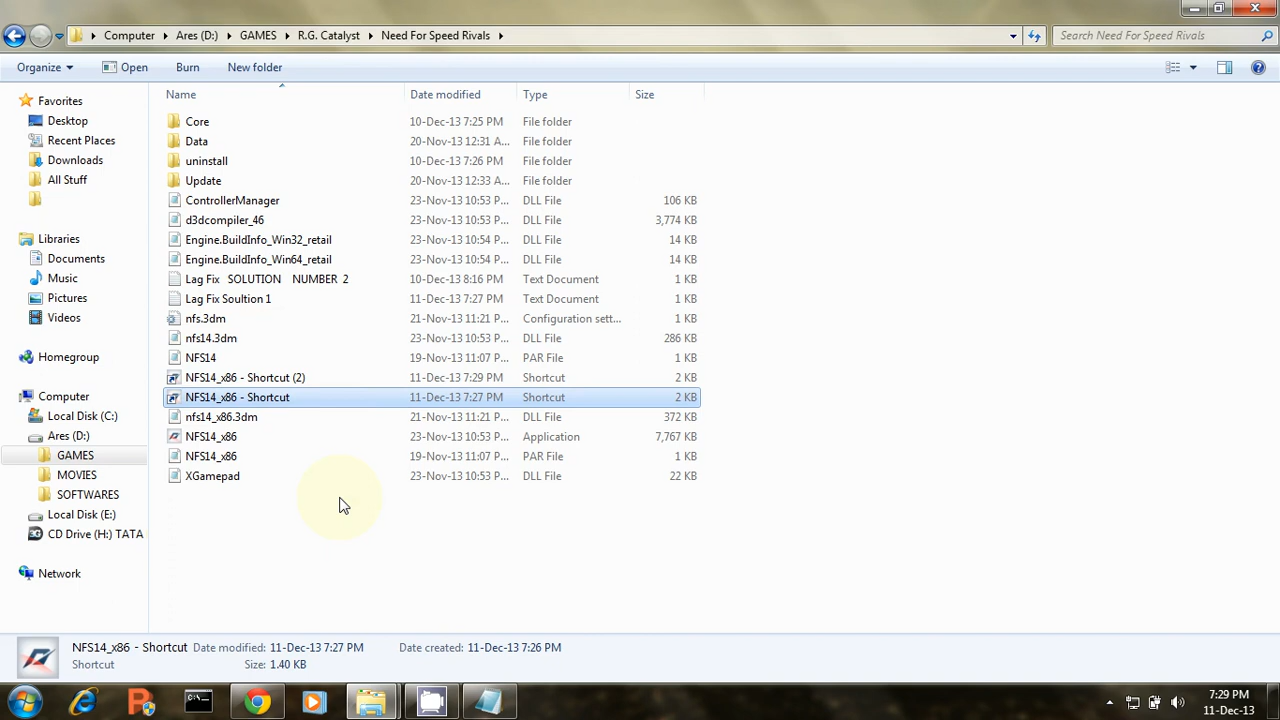 Computer Ares (D:) GAMES R.G. Catalyst Need For Speed Rivals
Search Need For Speed Rivals
Organize Open Burn New folder
Favorites
Desktop
Recent Places
Downloads
All Stuff
Libraries
Documents
Music
Pictures
Videos
Homegroup
Computer
Local Disk (C:)
Ares (D:)
GAMES
MOVIES
SOFTWARES
Local Disk (E:)
CD Drive (H:) TATA
Network
Name Date modified Type Size
Core 10-Dec-13 7:25 PM File folder
Data 20-Nov-13 12:31 A... File folder
uninstall 10-Dec-13 7:26 PM File folder
Update 20-Nov-13 12:33 A... File folder
ControllerManager 23-Nov-13 10:53 P... DLL File 106 KB
d3dcompiler_46 23-Nov-13 10:53 P... DLL File 3,774 KB
Engine.BuildInfo_Win32_retail 23-Nov-13 10:54 P... DLL File 14 KB
Engine.BuildInfo_Win64_retail 23-Nov-13 10:54 P... DLL File 14 KB
Lag Fix SOLUTION NUMBER 2 10-Dec-13 8:16 PM Text Document 1 KB
Lag Fix Soultion 1 11-Dec-13 7:27 PM Text Document 1 KB
nfs.3dm 21-Nov-13 11:21 P... Configuration sett... 1 KB
nfs14.3dm 23-Nov-13 10:53 P... DLL File 286 KB
NFS14 19-Nov-13 11:07 P... PAR File 1 KB
NFS14_x86 - Shortcut (2) 11-Dec-13 7:29 PM Shortcut 2 KB
NFS14_x86 - Shortcut 11-Dec-13 7:27 PM Shortcut 2 KB
nfs14_x86.3dm 21-Nov-13 11:21 P... DLL File 372 KB
NFS14_x86 23-Nov-13 10:53 P... Application 7,767 KB
NFS14_x86 19-Nov-13 11:07 P... PAR File 1 KB
XGamepad 23-Nov-13 10:53 P... DLL File 22 KB
NFS14_x86 - Shortcut Date modified: 11-Dec-13 7:27 PM Date created: 11-Dec-13 7:26 PM
Shortcut Size: 1.40 KB
7:29 PM
11-Dec-13